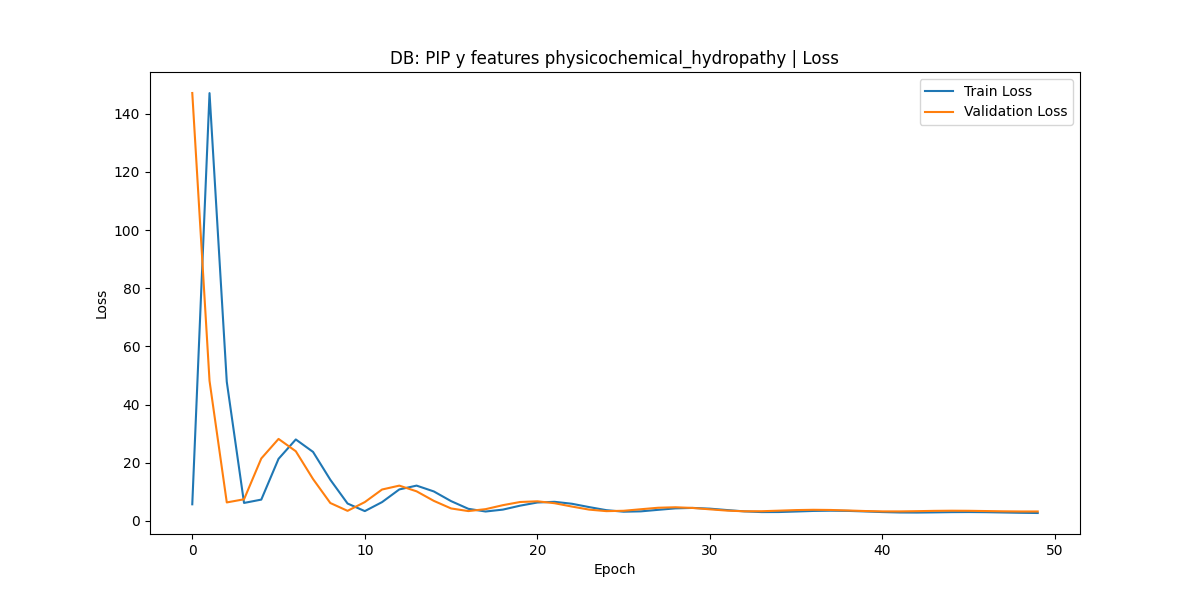 DB: PIP y features physicochemical_hydropathy | Loss
Train Loss
Validation Loss
140
120
100
80
60
40
20
0
Loss
0 10 20 30 40 50
Epoch